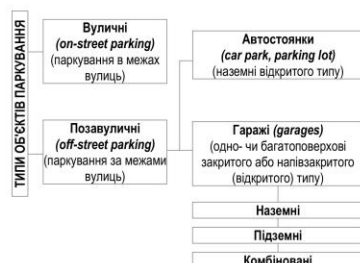 ТИПИ ОБ'ЄКТІВ ПАРКУВАННЯ
Вуличні
(on-street parking)
(паркування в межах
вулиць)
Позавуличні
(off-street parking)
(паркування за межами
вулиць)
Автостоянки
(car park, parking lot)
(наземні відкритого типу)
Гаражі (garages)
(одно- чи багатоповерхові
закритого або напівзакритого
(відкритого) типу)
Наземні
Підземні
Комбіновані